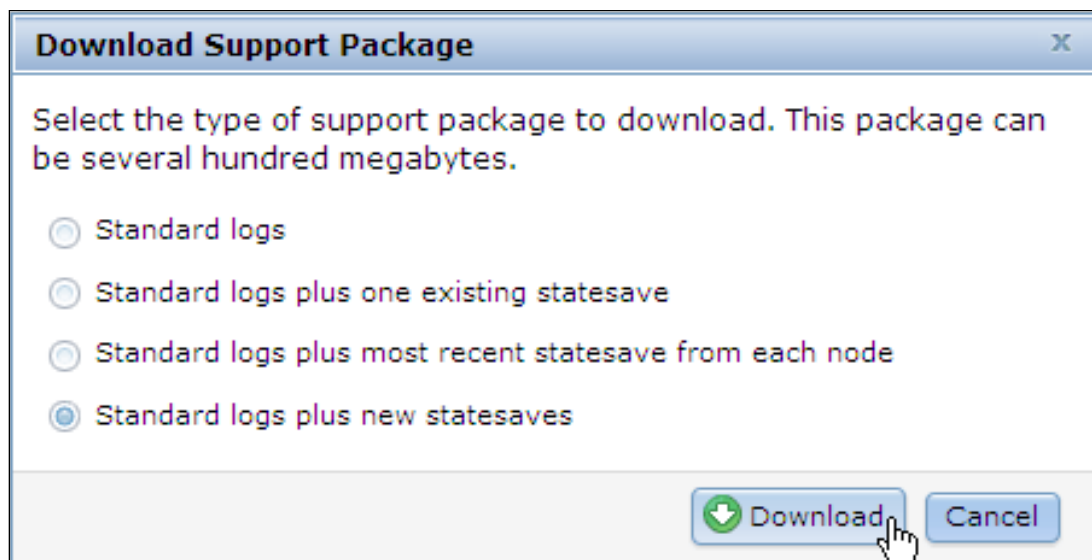 Download Support Package
x
Select the type of support package to download. This package can
be several hundred megabytes.
Standard logs
Standard logs plus one existing statesave
Standard logs plus most recent statesave from each node
Standard logs plus new statesaves
Download
Cancel